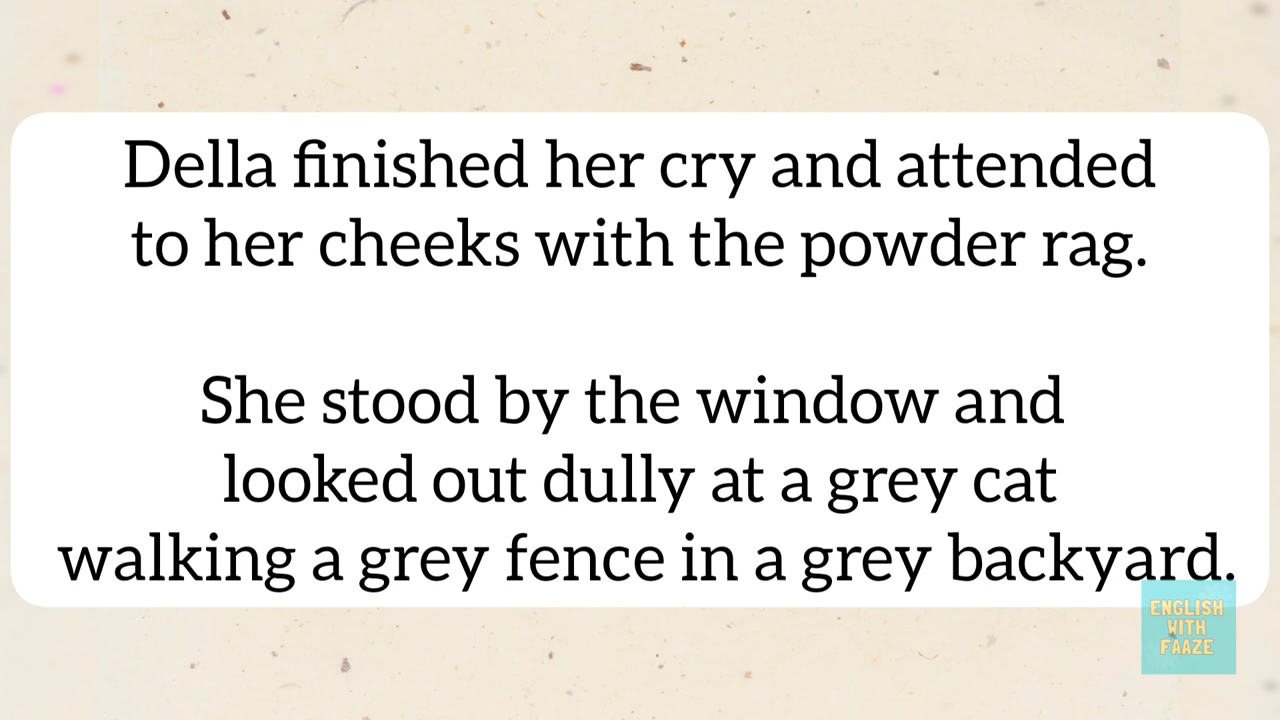 Della finished her cry and attended
to her cheeks with the powder rag.
She stood by the window and
looked out dully at a grey cat
walking a grey fence in a grey backyard.
ENGLISH
WITH
FAAZE